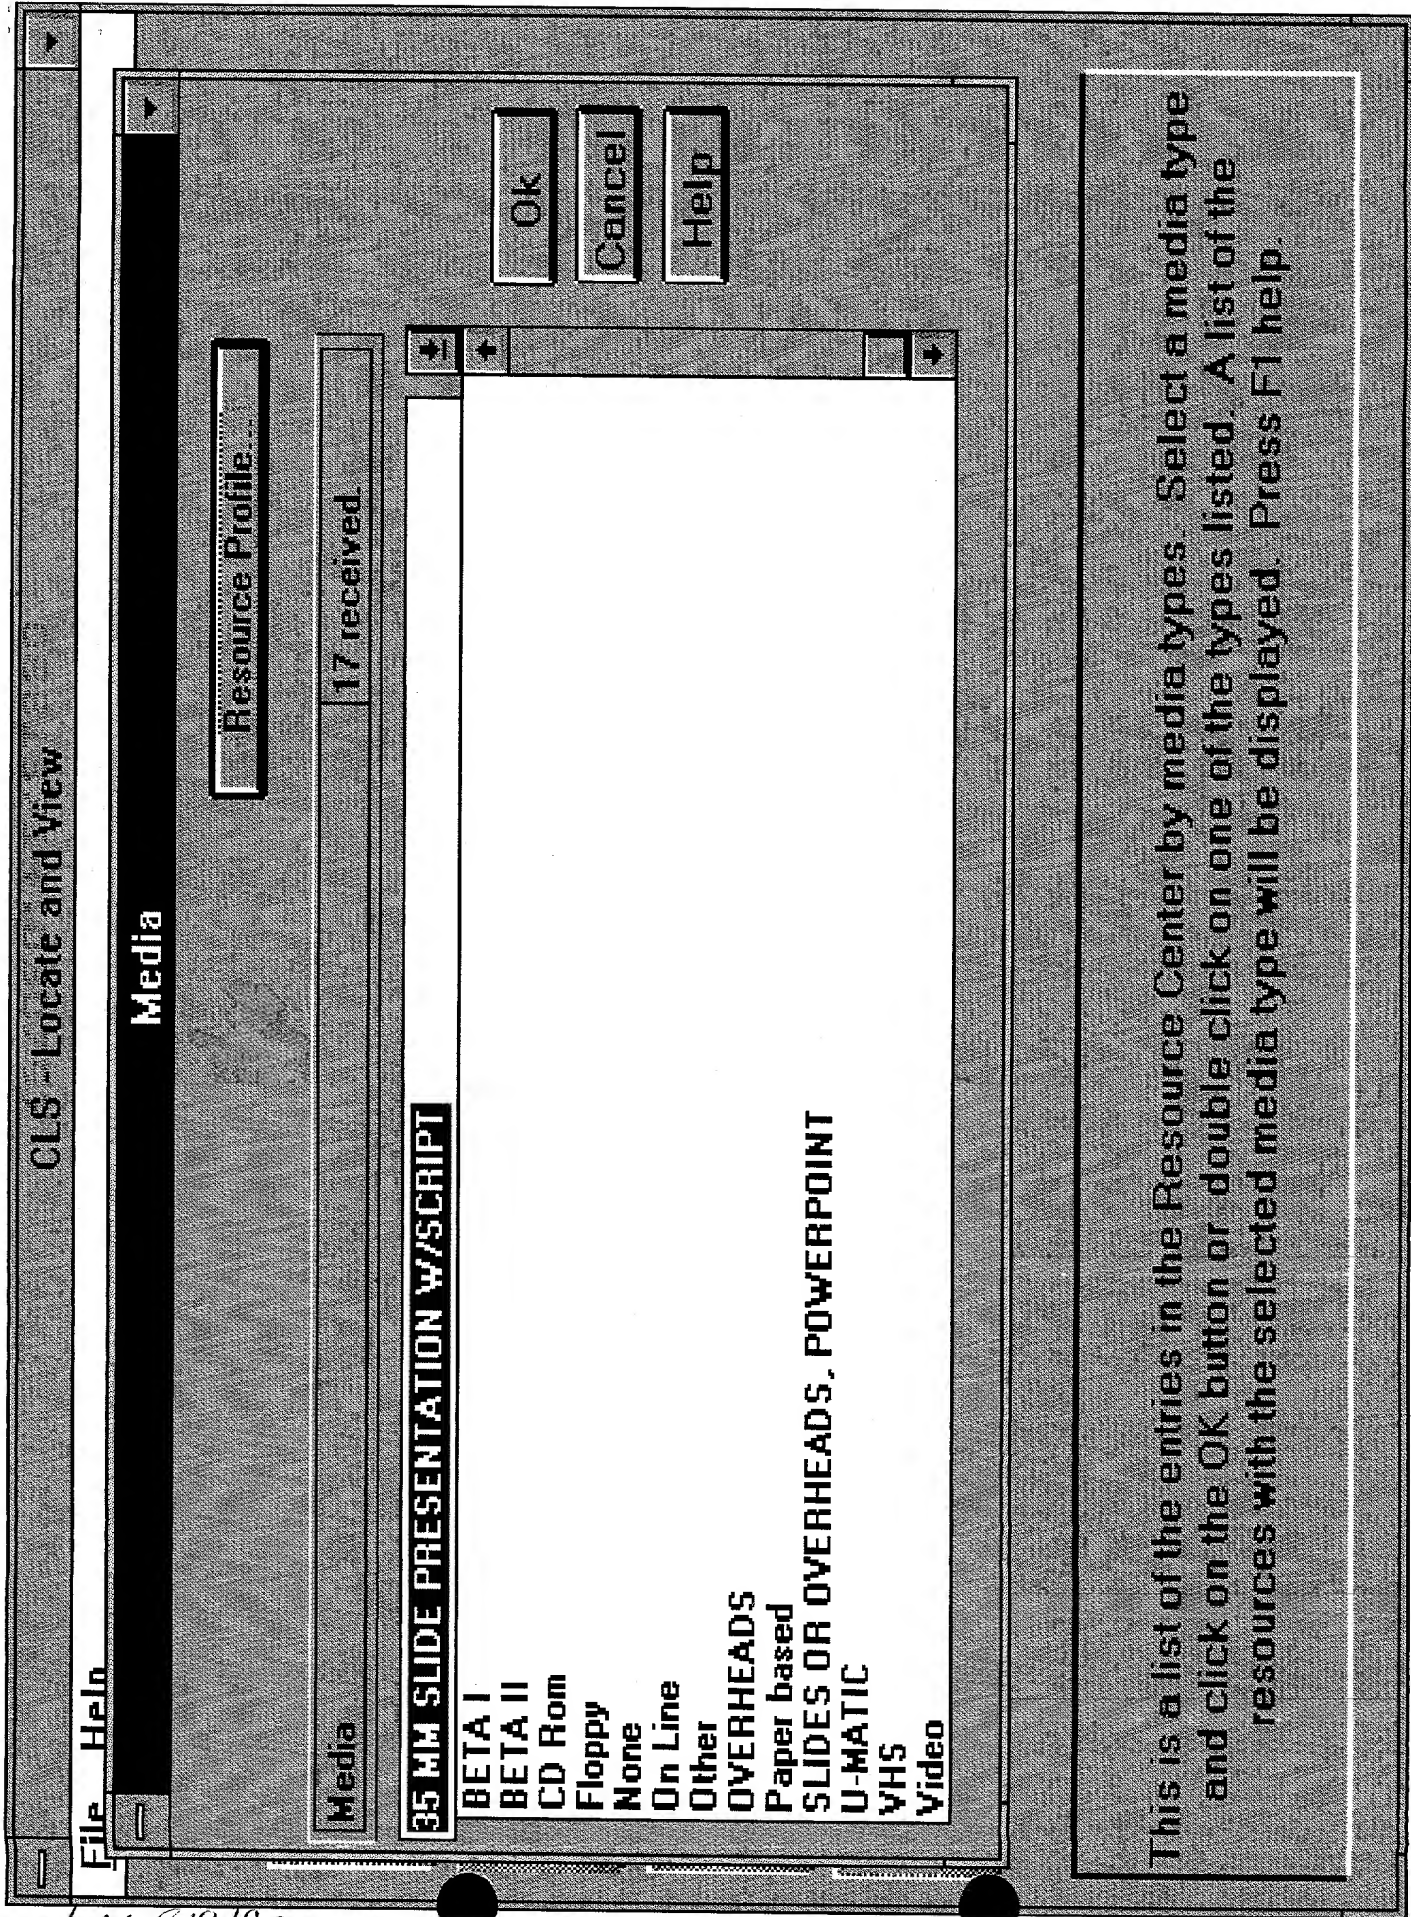 CLS - Locate and View
File Help
Media
Resource Profile...
Media 17 received.
35 MM SLIDE PRESENTATION W/SCRIPT
BETA I
BETA II
CD Rom
Floppy
None
On Line
Other
OVERHEADS
Paper based
SLIDES OR OVERHEADS, POWERPOINT
U-MATIC
VHS
Video
Ok
Cancel
Help
This is a list of the entries in the Resource Center by media types. Select a media type
and click on the OK button or double click on one of the types listed. A list of the
resources with the selected media type will be displayed. Press F1 help.